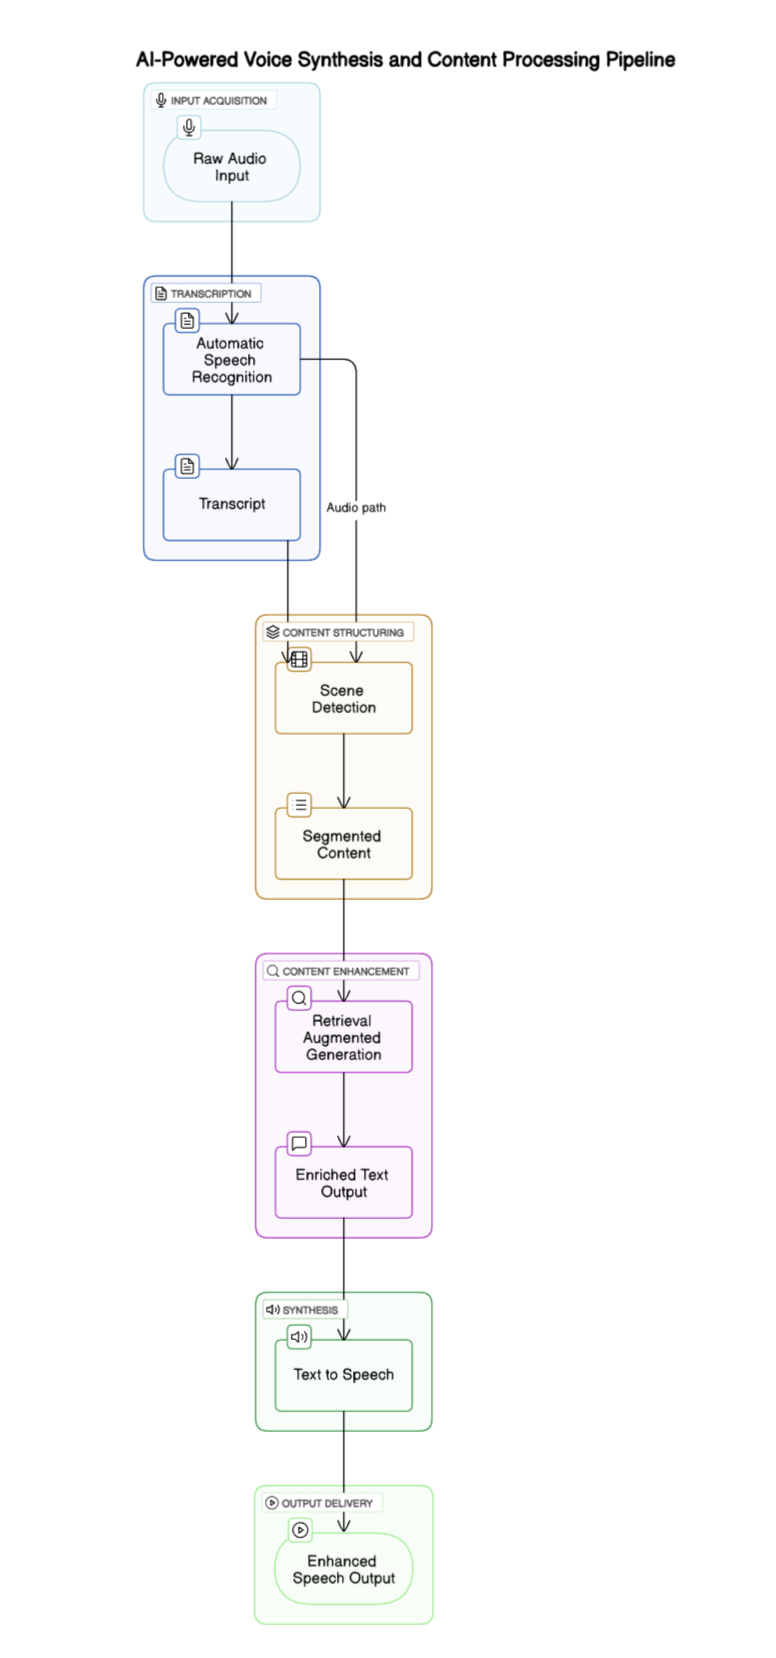 AI-Powered Voice Synthesis and Content Processing Pipeline
INPUT ACQUISITION
Raw Audio
Input
TRANSCRIPTION
Automatic
Speech
Recognition
Transcript
Audio path
CONTENT STRUCTURING
Scene
Detection
Segmented
Content
CONTENT ENHANCEMENT
Retrieval
Augmented
Generation
Enriched Text
Output
SYNTHESIS
Text to Speech
OUTPUT DELIVERY
Enhanced
Speech Output